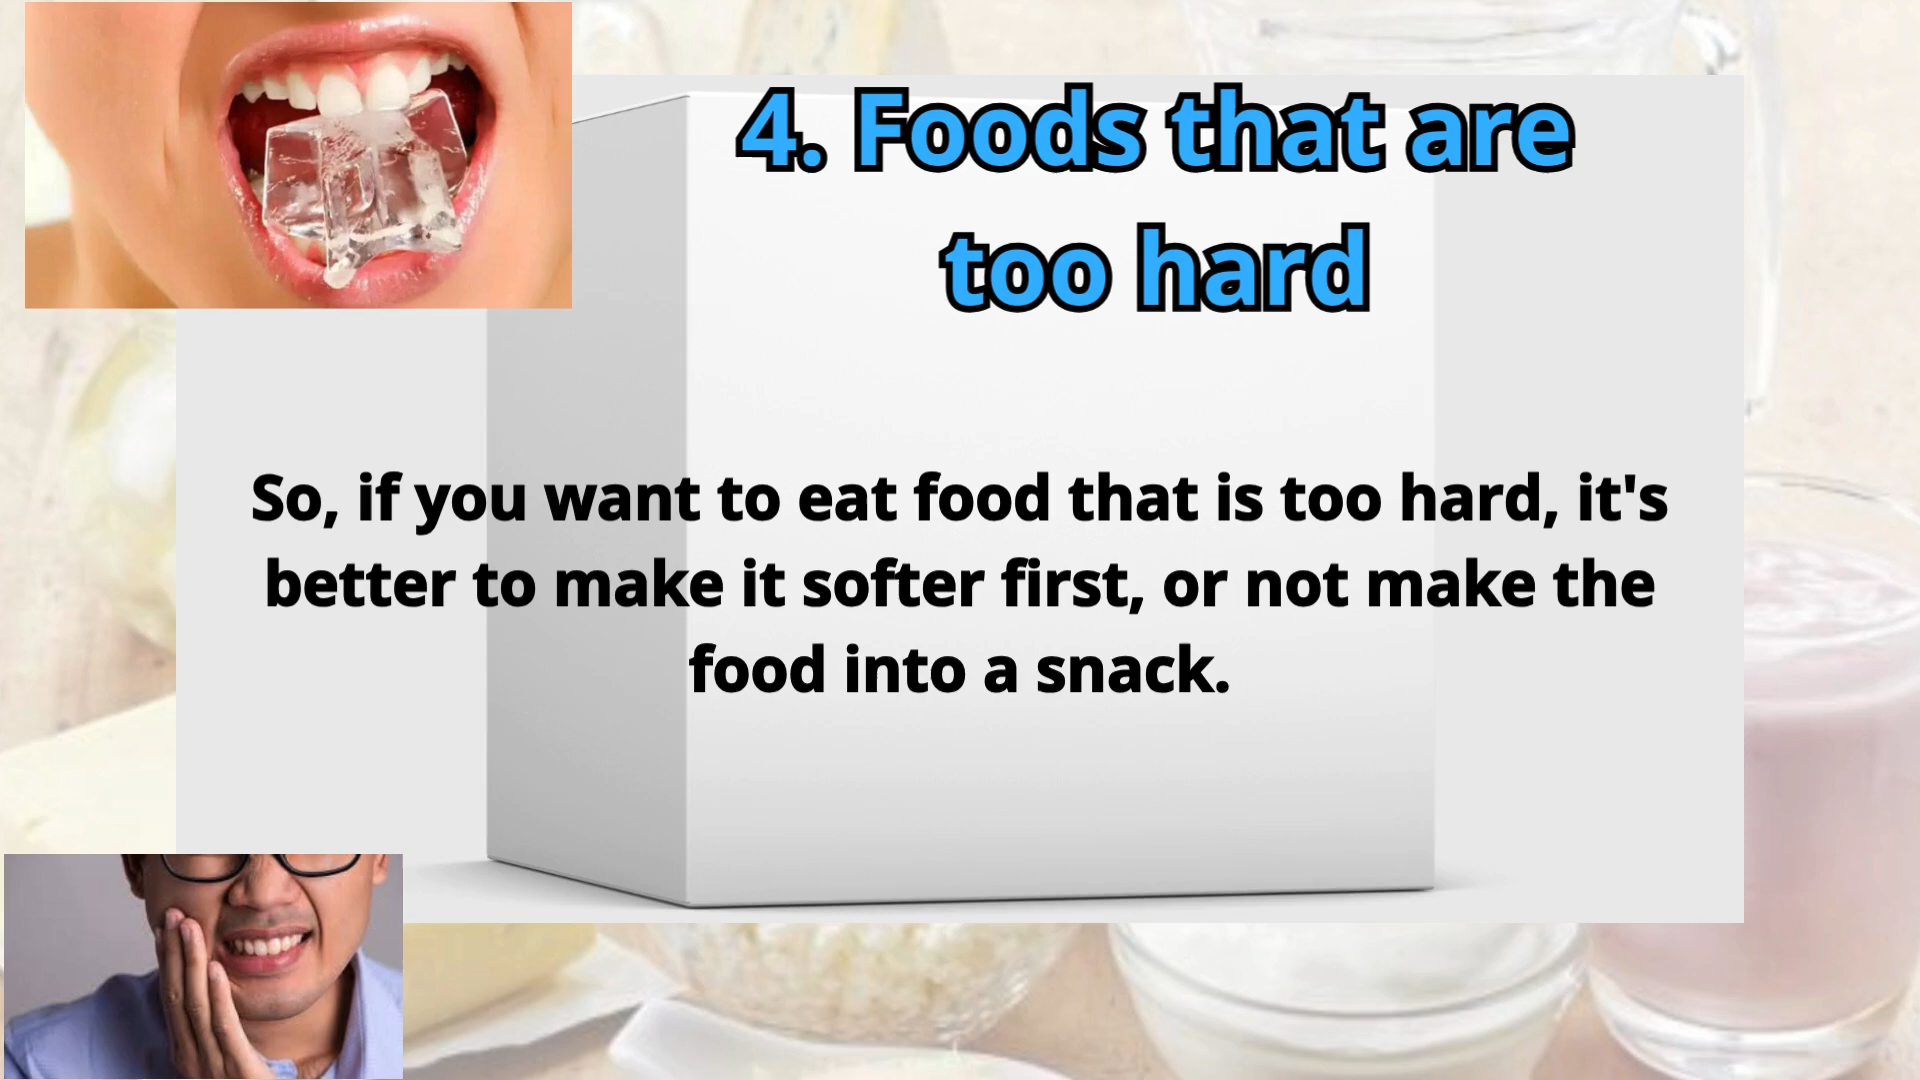 4. Foods that are
too hard
So, if you want to eat food that is too hard, it's
better to make it softer first, or not make the
food into a snack.